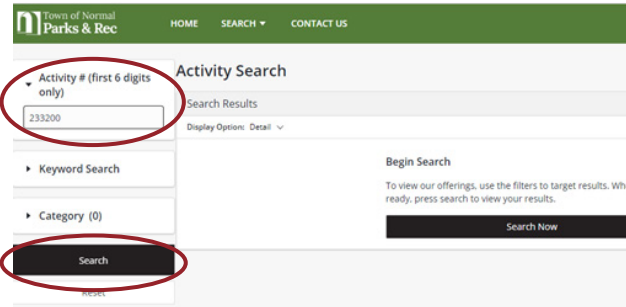 Town of Normal
Parks & Rec
HOME SEARCH ▾ CONTACT US
Activity # (first 6 digits
only)
233200
Keyword Search
Category (0)
Search
Reset
Activity Search
Search Results
Display Option: Detail
Begin Search
To view our offerings, use the filters to target results. Wh
ready, press search to view your results.
Search Now